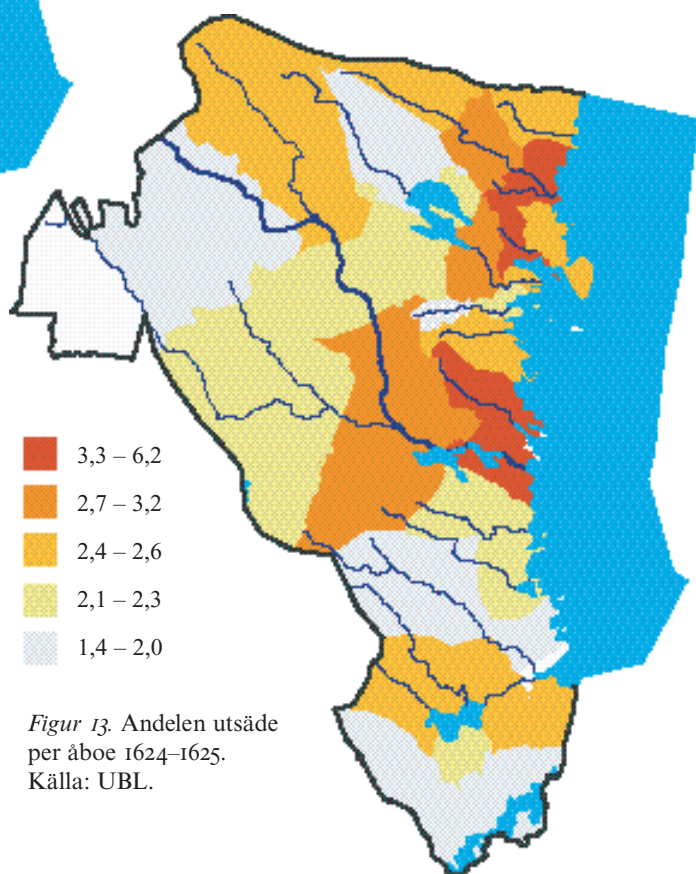 3,3 – 6,2
2,7 – 3,2
2,4 – 2,6
2,1 – 2,3
1,4 – 2,0
Figur 13. Andelen utsäde
per åboe 1624–1625.
Källa: UBL.